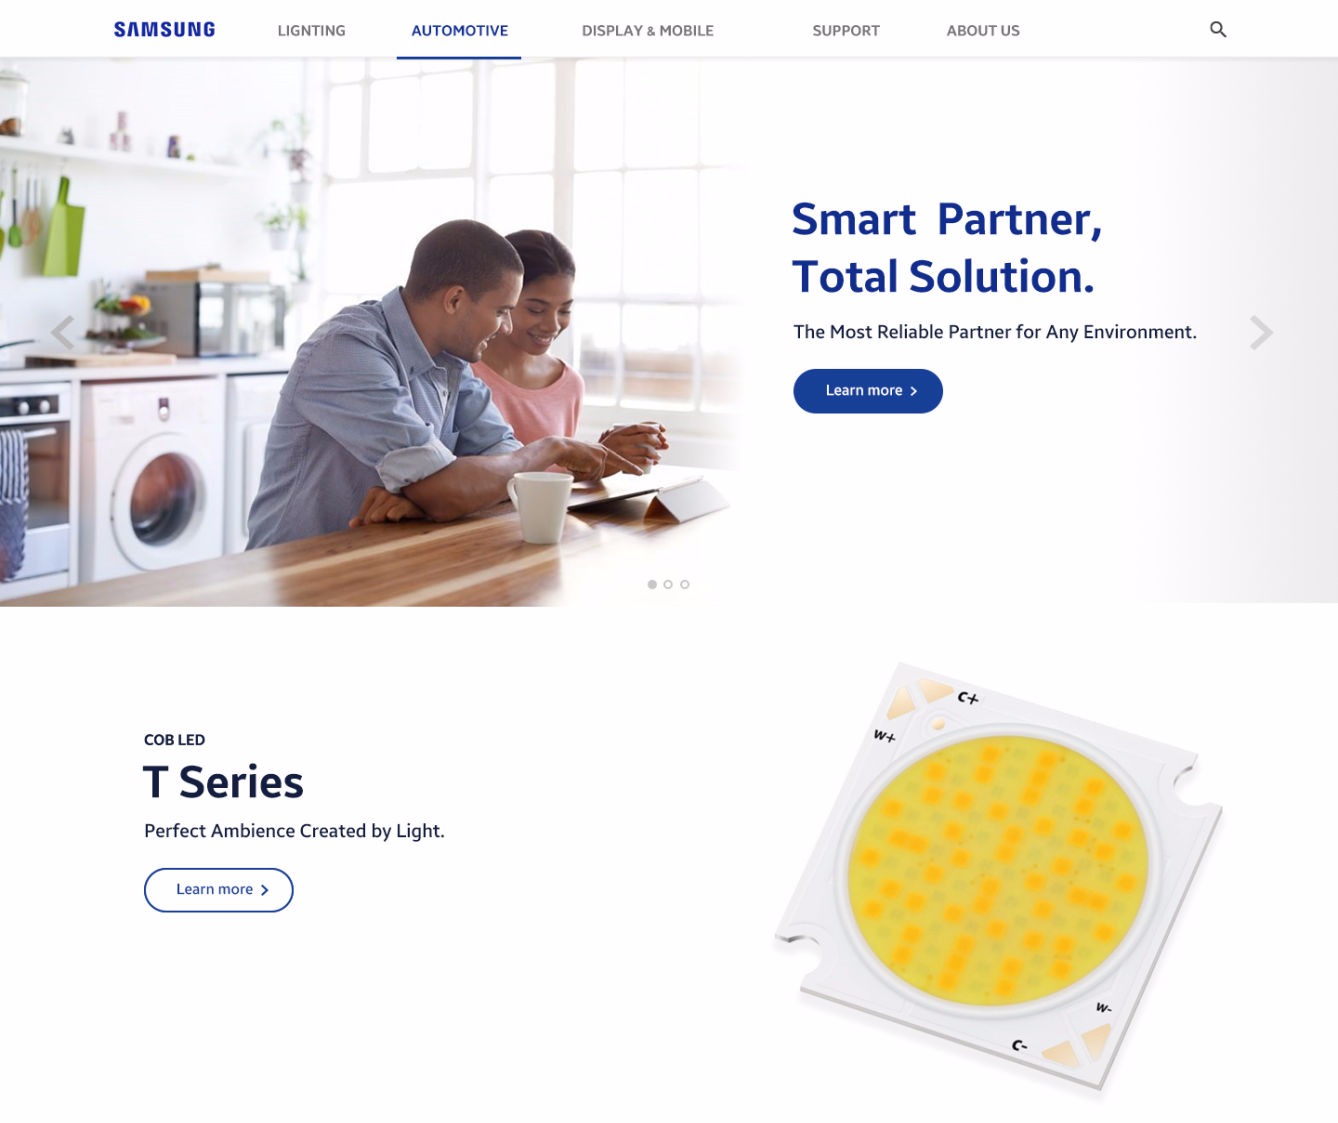 SAMSUNG
LIGNTING
AUTOMOTIVE
DISPLAY & MOBILE
SUPPORT
ABOUT US
Smart Partner,
Total Solution.
The Most Reliable Partner for Any Environment.
Learn more
COB LED
T Series
Perfect Ambience Created by Light.
Learn more
C+
W+
W-
C-